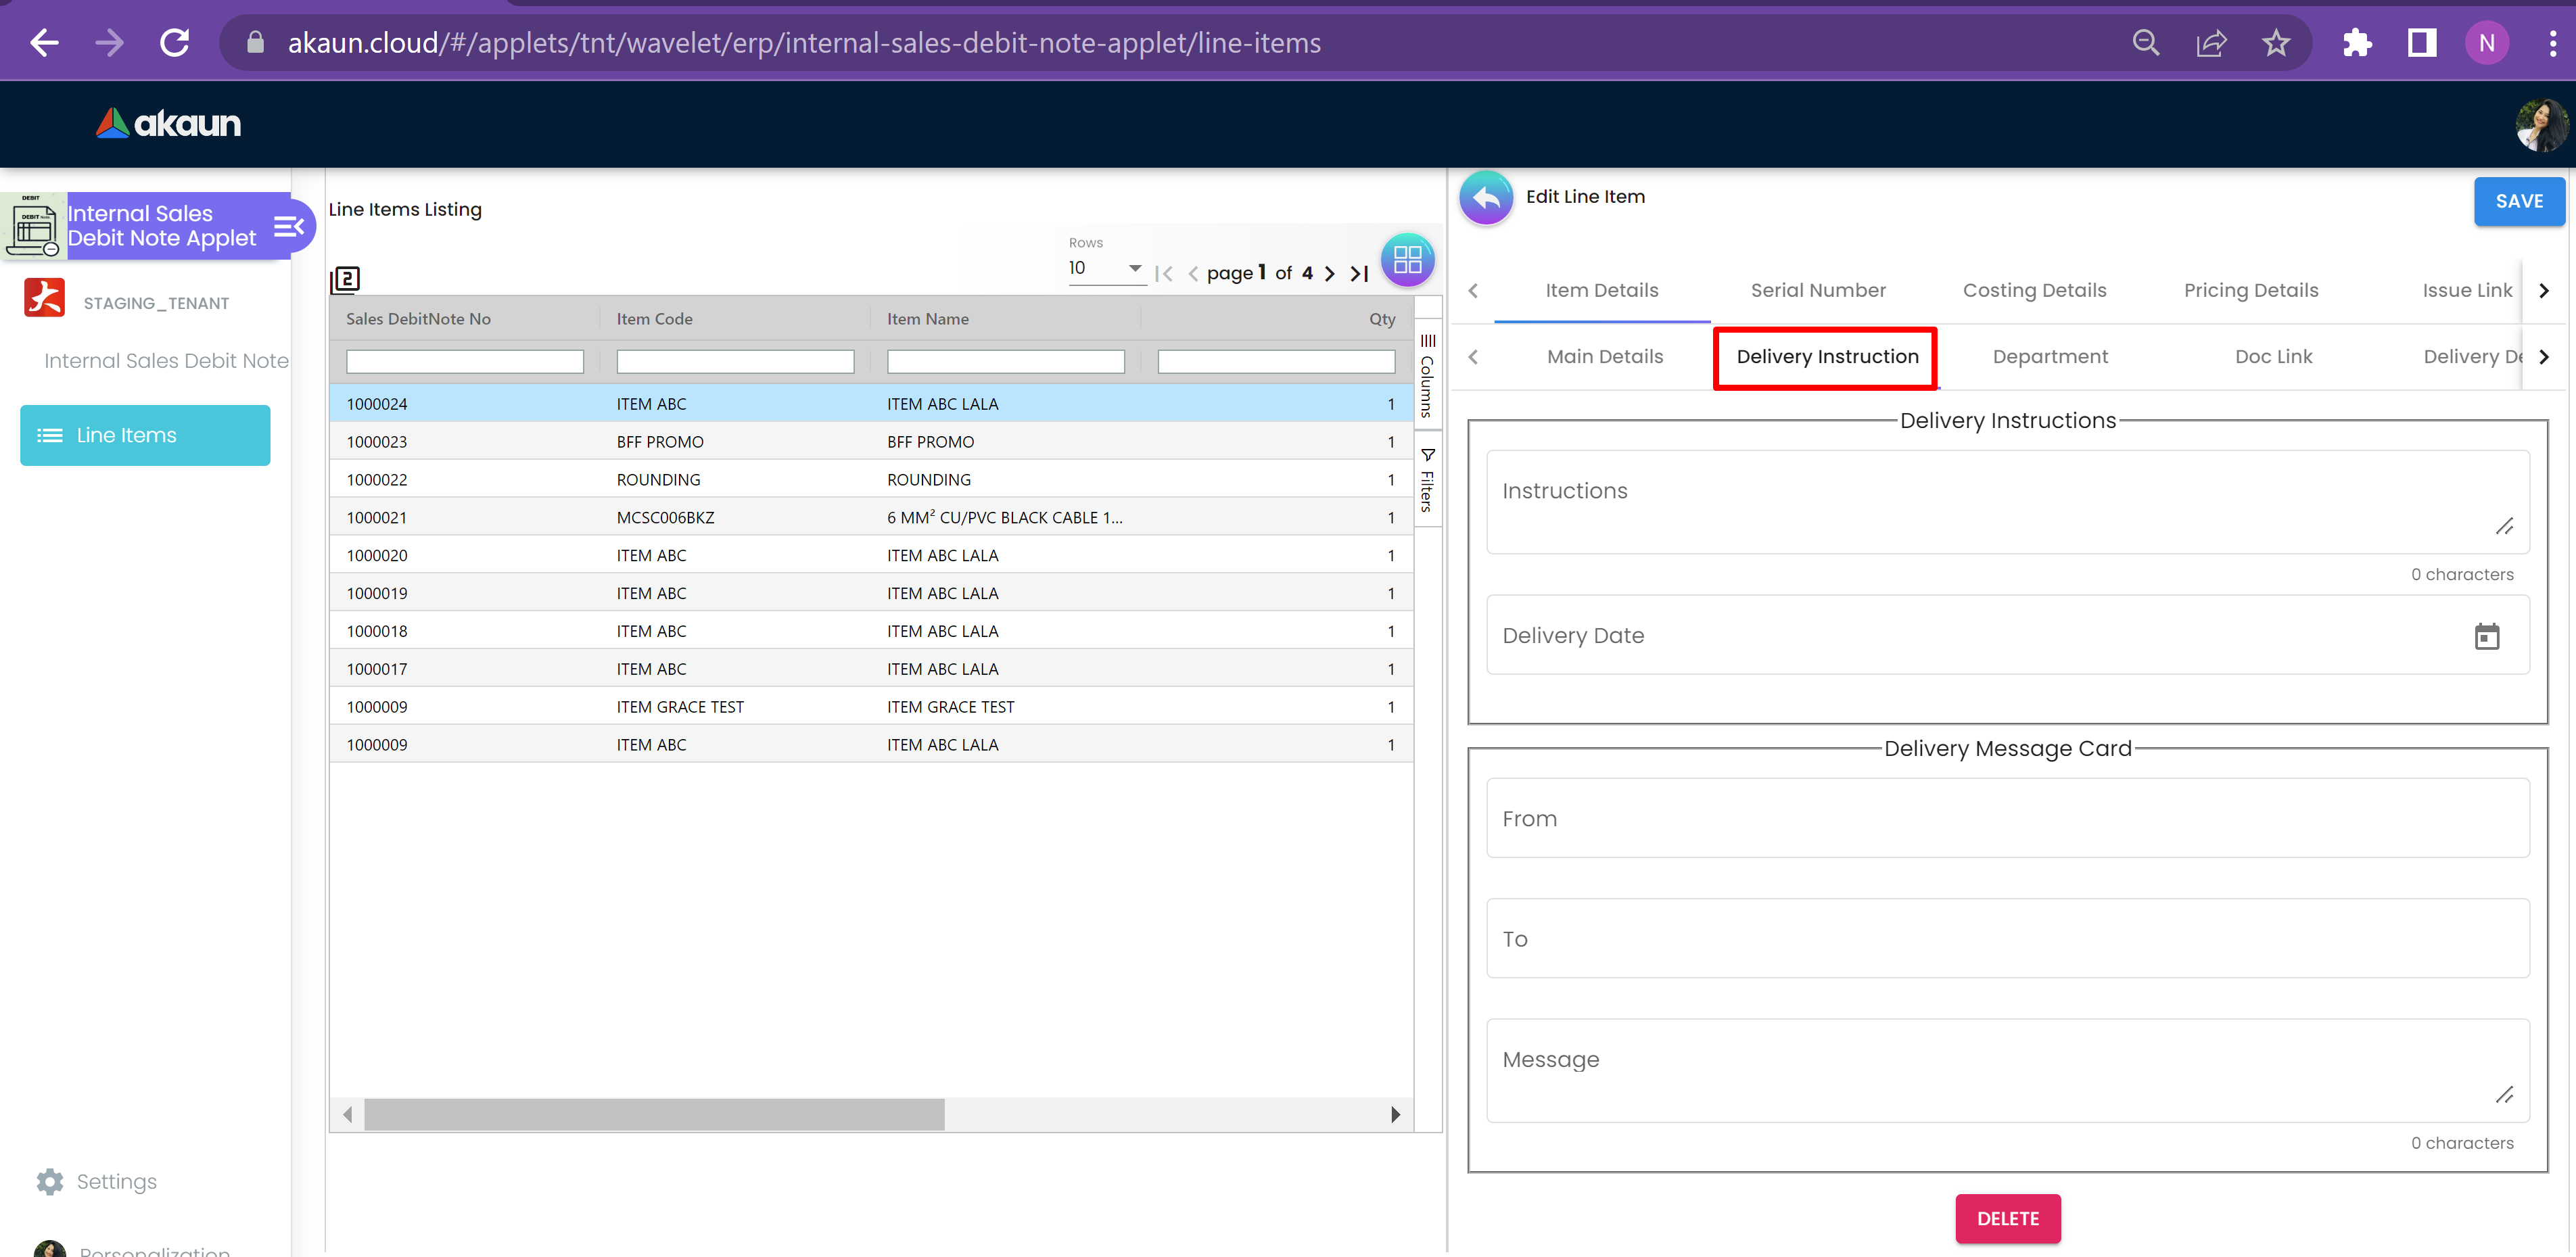 akaun.cloud/#/applets/tnt/wavelet/erp/internal-sales-debit-note-applet/line-items
N
akaun
DEBIT
DEBIT Note
Internal Sales
Debit Note Applet
STAGING_TENANT
Internal Sales Debit Note
Line Items
Settings
Personalization
Line Items Listing
2
Rows
10
page 1 of 4
Sales DebitNote No Item Code Item Name Qty
1000024 ITEM ABC ITEM ABC LALA 1
1000023 BFF PROMO BFF PROMO 1
1000022 ROUNDING ROUNDING 1
1000021 MCSC006BKZ 6 MM² CU/PVC BLACK CABLE 1... 1
1000020 ITEM ABC ITEM ABC LALA 1
1000019 ITEM ABC ITEM ABC LALA 1
1000018 ITEM ABC ITEM ABC LALA 1
1000017 ITEM ABC ITEM ABC LALA 1
1000009 ITEM GRACE TEST ITEM GRACE TEST 1
1000009 ITEM ABC ITEM ABC LALA 1
Columns
Filters
Edit Line Item
SAVE
Item Details Serial Number Costing Details Pricing Details Issue Link
Main Details Delivery Instruction Department Doc Link Delivery De
Delivery Instructions
Instructions
0 characters
Delivery Date
Delivery Message Card
From
To
Message
0 characters
DELETE